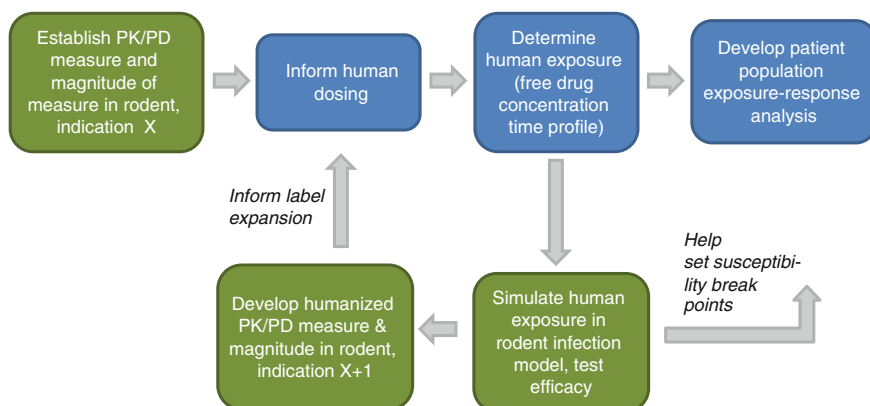 Establish PK/PD
measure and
magnitude of
measure in rodent,
indication X
Inform human
dosing
Determine
human exposure
(free drug
concentration
time profile)
Develop patient
population
exposure-response
analysis
Inform label
expansion
Help
set susceptibi-
lity break
points
Develop humanized
PK/PD measure &
magnitude in rodent,
indication X+1
Simulate human
exposure in
rodent infection
model, test
efficacy